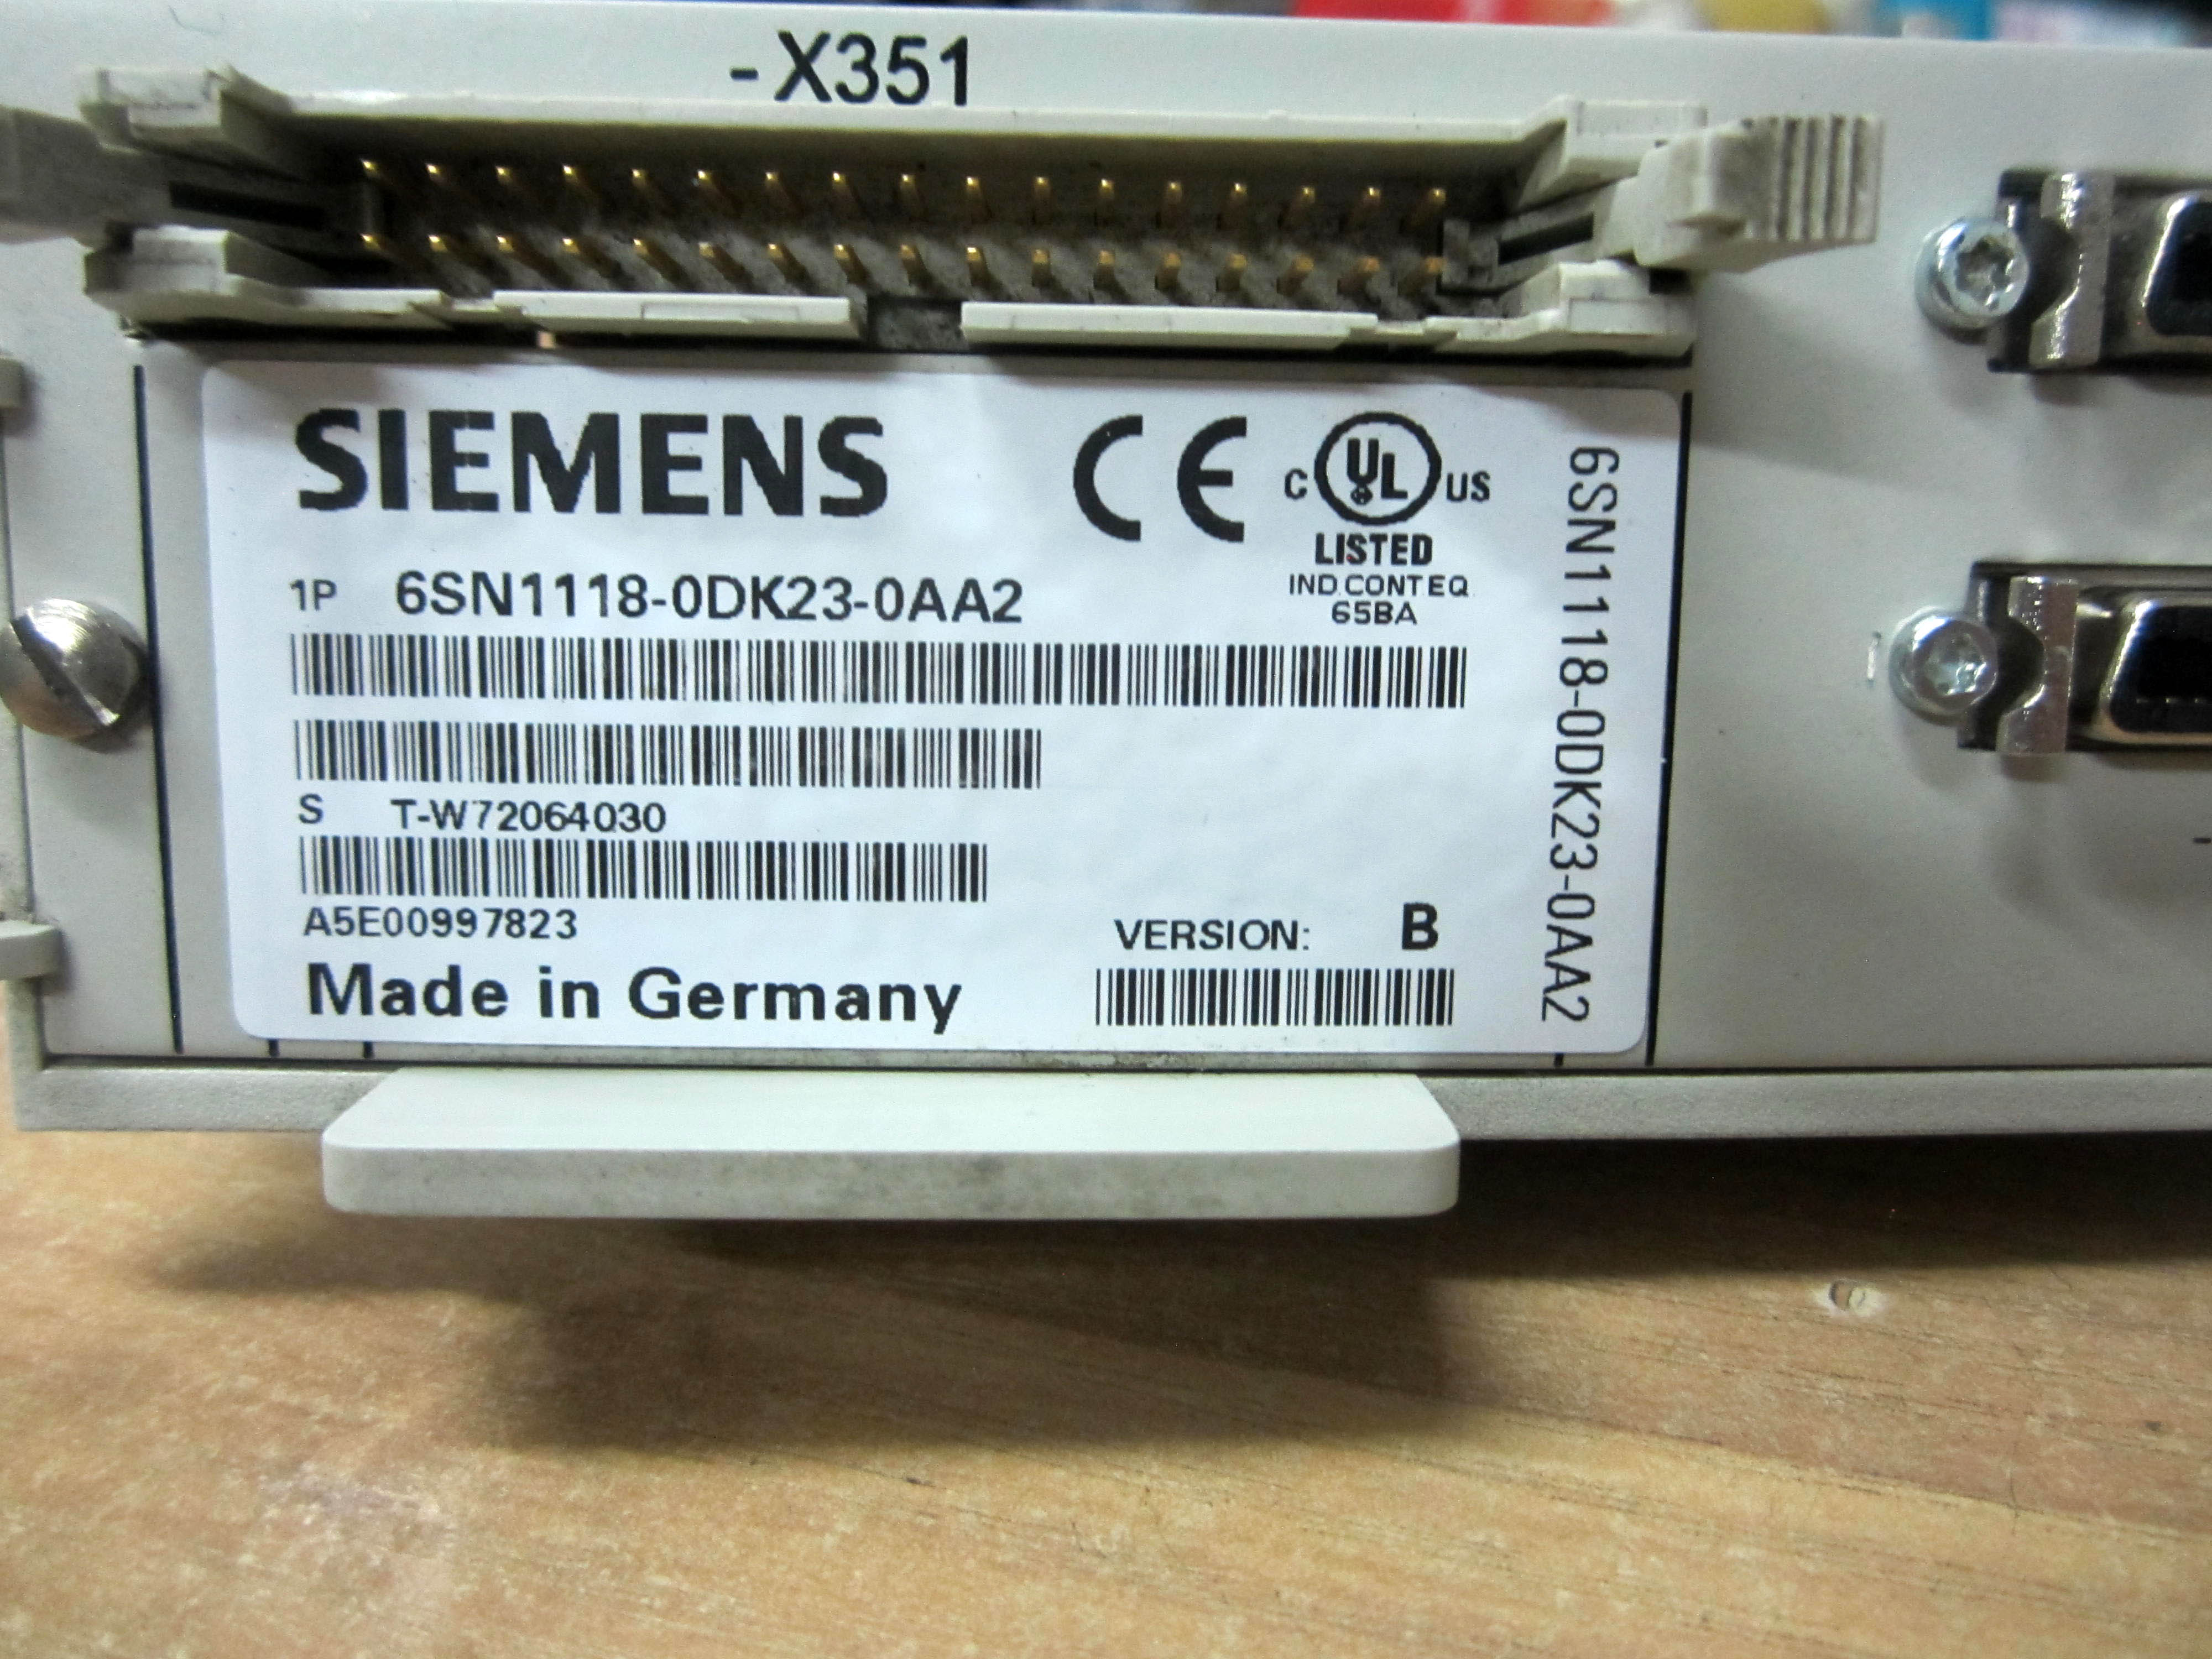 -X351
SIEMENS
CE
C UL US
LISTED
IND.CONT.EQ
65BA
1P 6SN1118-0DK23-0AA2
S T-W72064030
A5E00997823
VERSION: B
Made in Germany
6SN1118-0DK23-0AA2